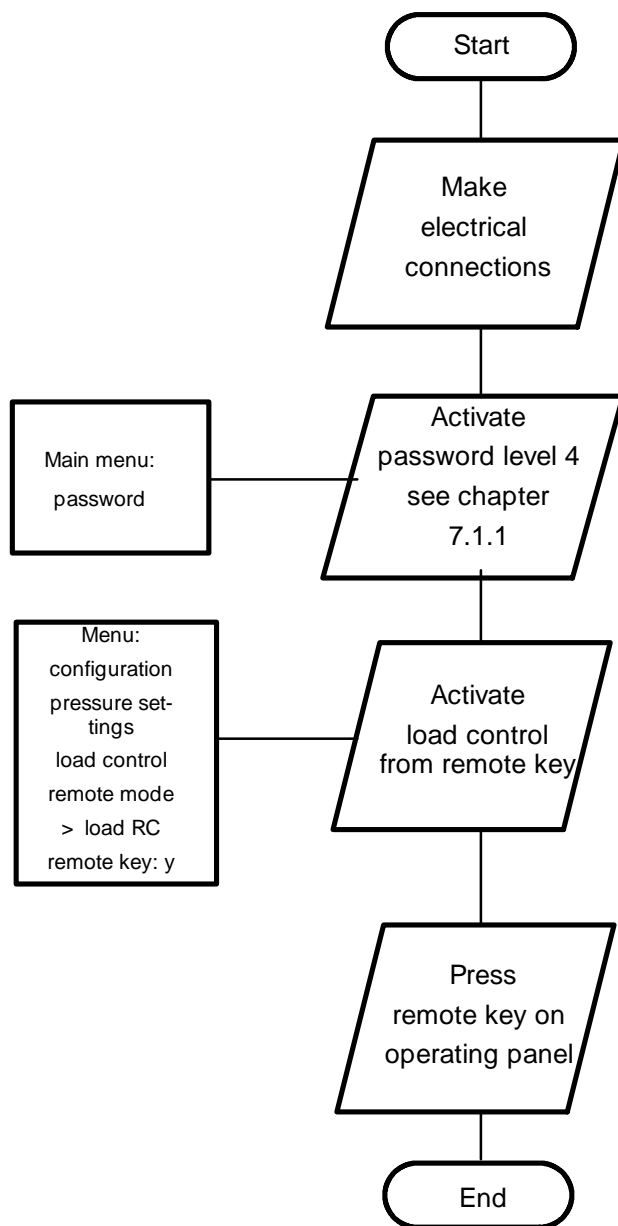 Start
Make
electrical
connections
Activate
password level 4
see chapter
7.1.1
Main menu:
password
Activate
load control
from remote key
Menu:
configuration
pressure set-
tings
load control
remote mode
> load RC
remote key: y
Press
remote key on
operating panel
End